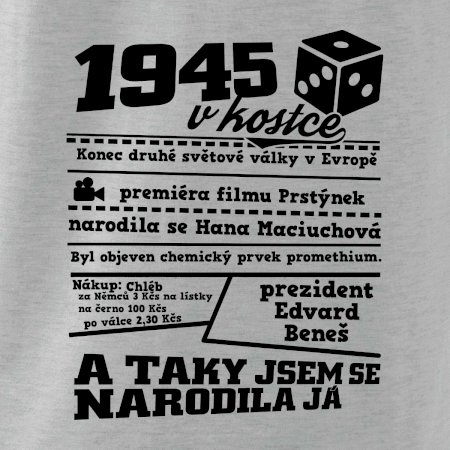 1945
v kostce
Konec druhé světové války v Evropě
premiéra filmu Prstýnek
narodila se Hana Maciuchová
Byl objeven chemický prvek promethium.
Nákup: Chléb
za Němců 3 Kčs na lístky
na černo 100 Kčs
po válce 2,30 Kčs
prezident
Edvard
Beneš
A TAKY JSEM SE
NARODILA JÁ